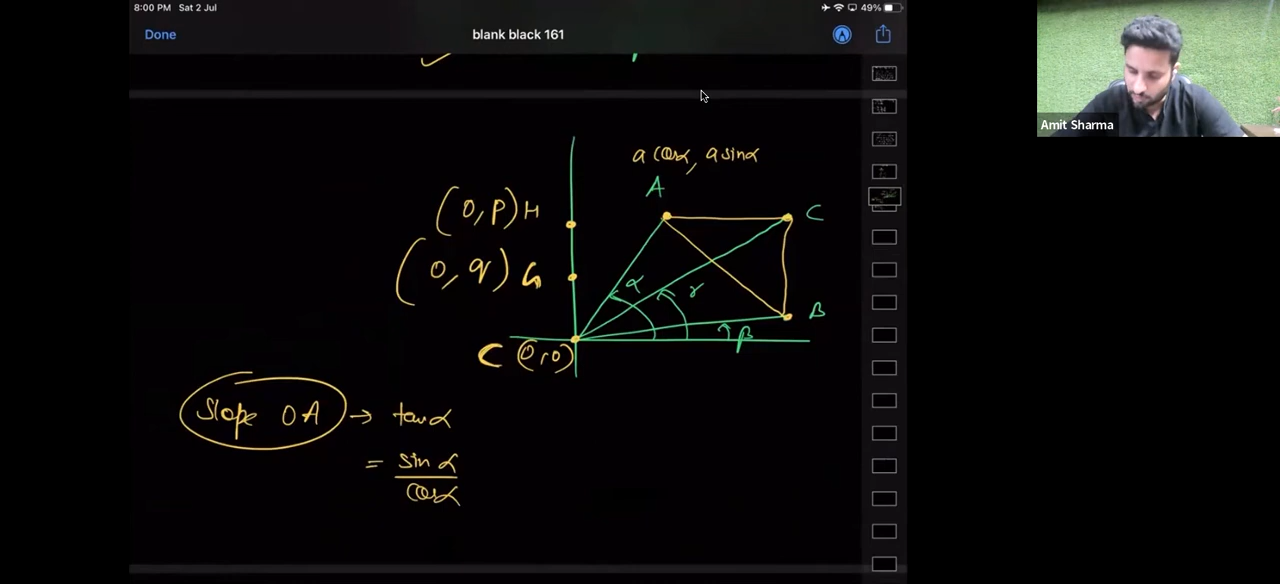 8:00 PM Sat 2 Jul
49%
Done
blank black 161
Amit Sharma
a cosα, a sinα
A
(0, p) H
C
(0, q) G
α
γ
B
β
C (0,0)
Slope OA → tanα
= sinα
cosα